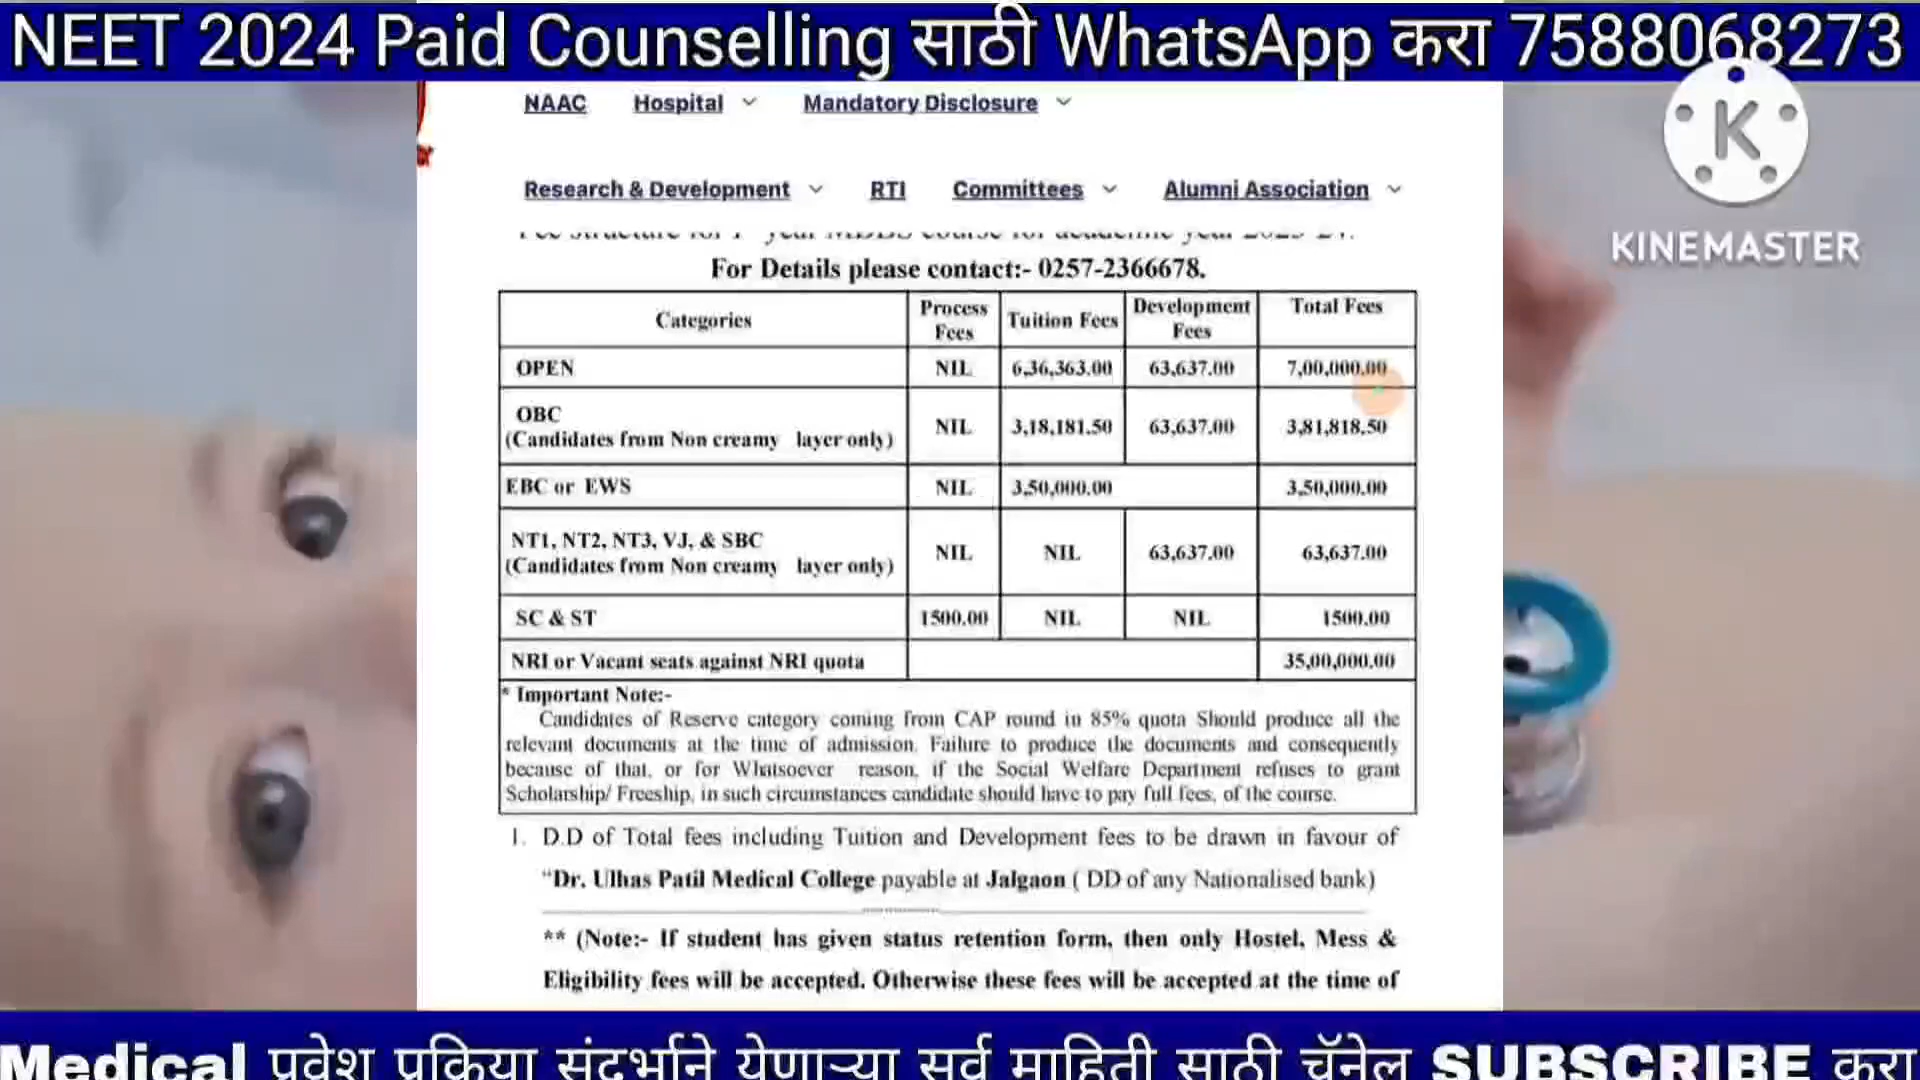 NEET 2024 Paid Counselling साठी WhatsApp करा 7588068273
NAAC Hospital Mandatory Disclosure
KINEMASTER
Research & Development RTI Committees Alumni Association
For Details please contact:- 0257-2366678.
Categories Process Fees Tuition Fees Development Fees Total Fees
OPEN NIL 6,36,363.00 63,637.00 7,00,000.00
OBC (Candidates from Non creamy layer only) NIL 3,18,181.50 63,637.00 3,81,818.50
EBC or EWS NIL 3,50,000.00 3,50,000.00
NT1, NT2, NT3, VJ, & SBC (Candidates from Non creamy layer only) NIL NIL 63,637.00 63,637.00
SC & ST 1500.00 NIL NIL 1500.00
NRI or Vacant seats against NRI quota 35,00,000.00
* Important Note:-
Candidates of Reserve category coming from CAP round in 85% quota Should produce all the
relevant documents at the time of admission. Failure to produce the documents and consequently
because of that, or for Whatsoever reason, if the Social Welfare Department refuses to grant
Scholarship/ Freeship, in such circumstances candidate should have to pay full fees, of the course.
1. D.D of Total fees including Tuition and Development fees to be drawn in favour of
"Dr. Ulhas Patil Medical College payable at Jalgaon ( DD of any Nationalised bank)
** (Note:- If student has given status retention form, then only Hostel, Mess &
Eligibility fees will be accepted. Otherwise these fees will be accepted at the time of
Medical प्रवेश प्रक्रिया संदर्भाने येणाऱ्या सर्व माहिती साठी चॅनेल SUBSCRIBE करा